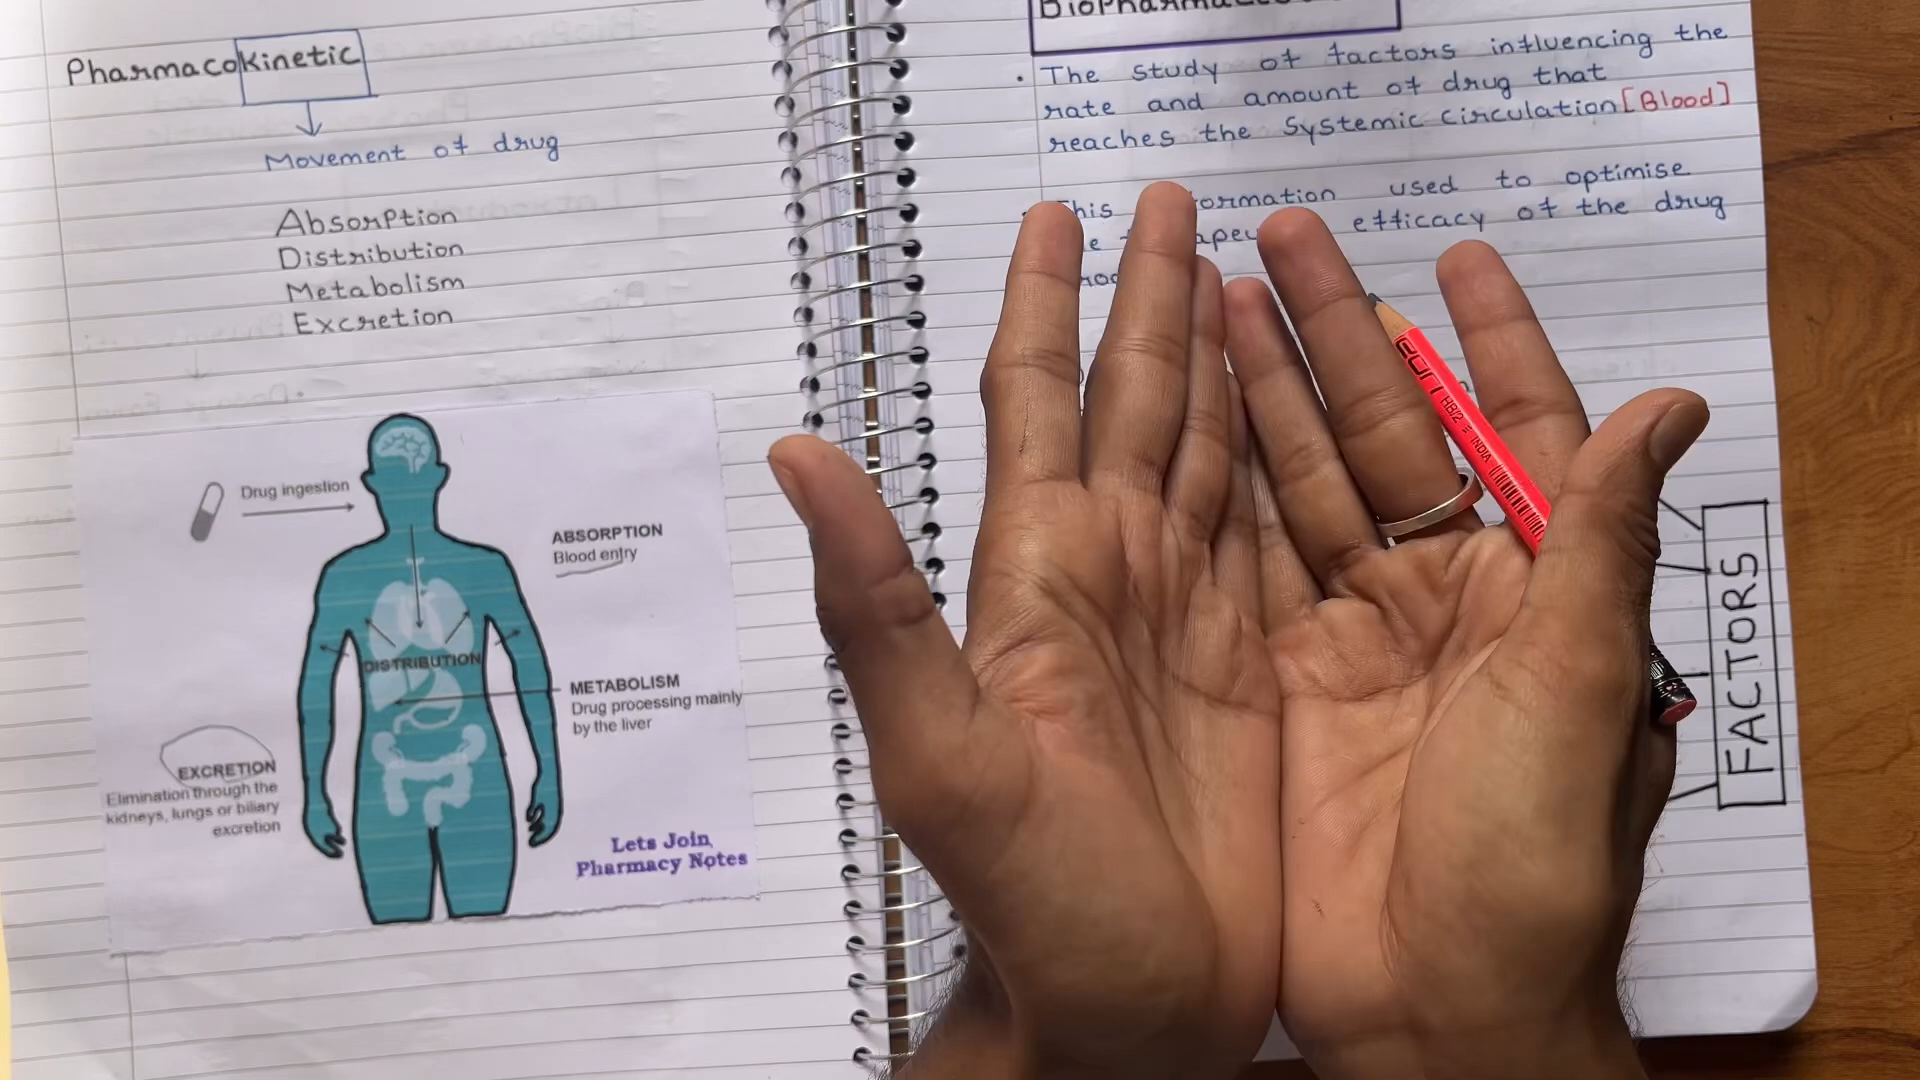 Pharmacokinetic
Movement of drug
Absorption
Distribution
Metabolism
Excretion
Drug ingestion
ABSORPTION
Blood entry
DISTRIBUTION
METABOLISM
Drug processing mainly
by the liver
EXCRETION
Elimination through the
kidneys, lungs or biliary
excretion
Lets Join
Pharmacy Notes
The study of factors influencing the
rate and amount of drug that
reaches the systemic circulation [Blood]
This used to optimise
efficacy of the drug
HB/2 INDIA
FACTORS